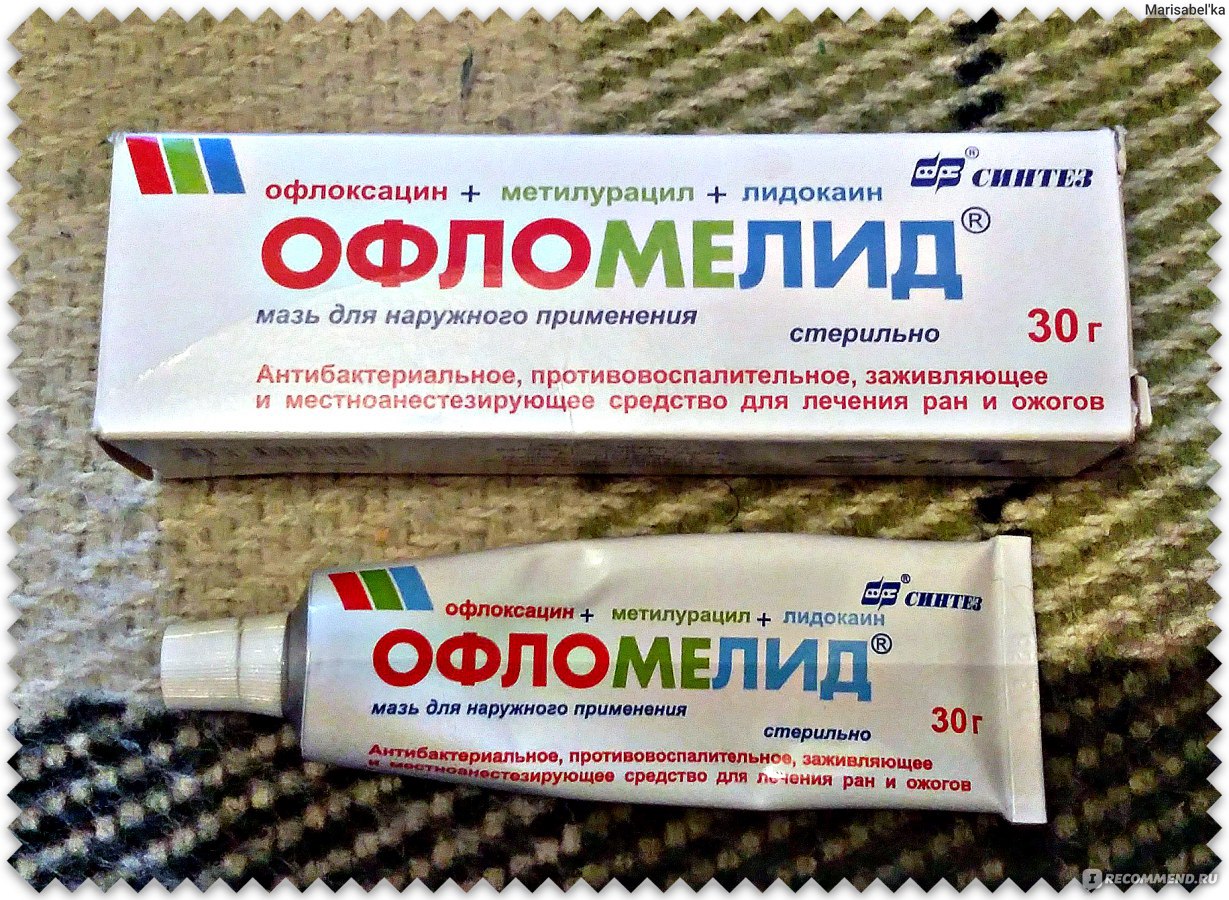 Marisabel'ka
СИНТЕЗ
офлоксацин + метилурацил + лидокаин
ОФЛОМЕЛИД®
мазь для наружного применения
стерильно
30 г
Антибактериальное, противовоспалительное, заживляющее
и местноанестезирующее средство для лечения ран и ожогов
СИНТЕЗ
офлоксацин + метилурацил + лидокаин
ОФЛОМЕЛИД®
мазь для наружного применения
стерильно
30 г
Антибактериальное, противовоспалительное, заживляющее
и местноанестезирующее средство для лечения ран и ожогов
IRECOMMEND.RU